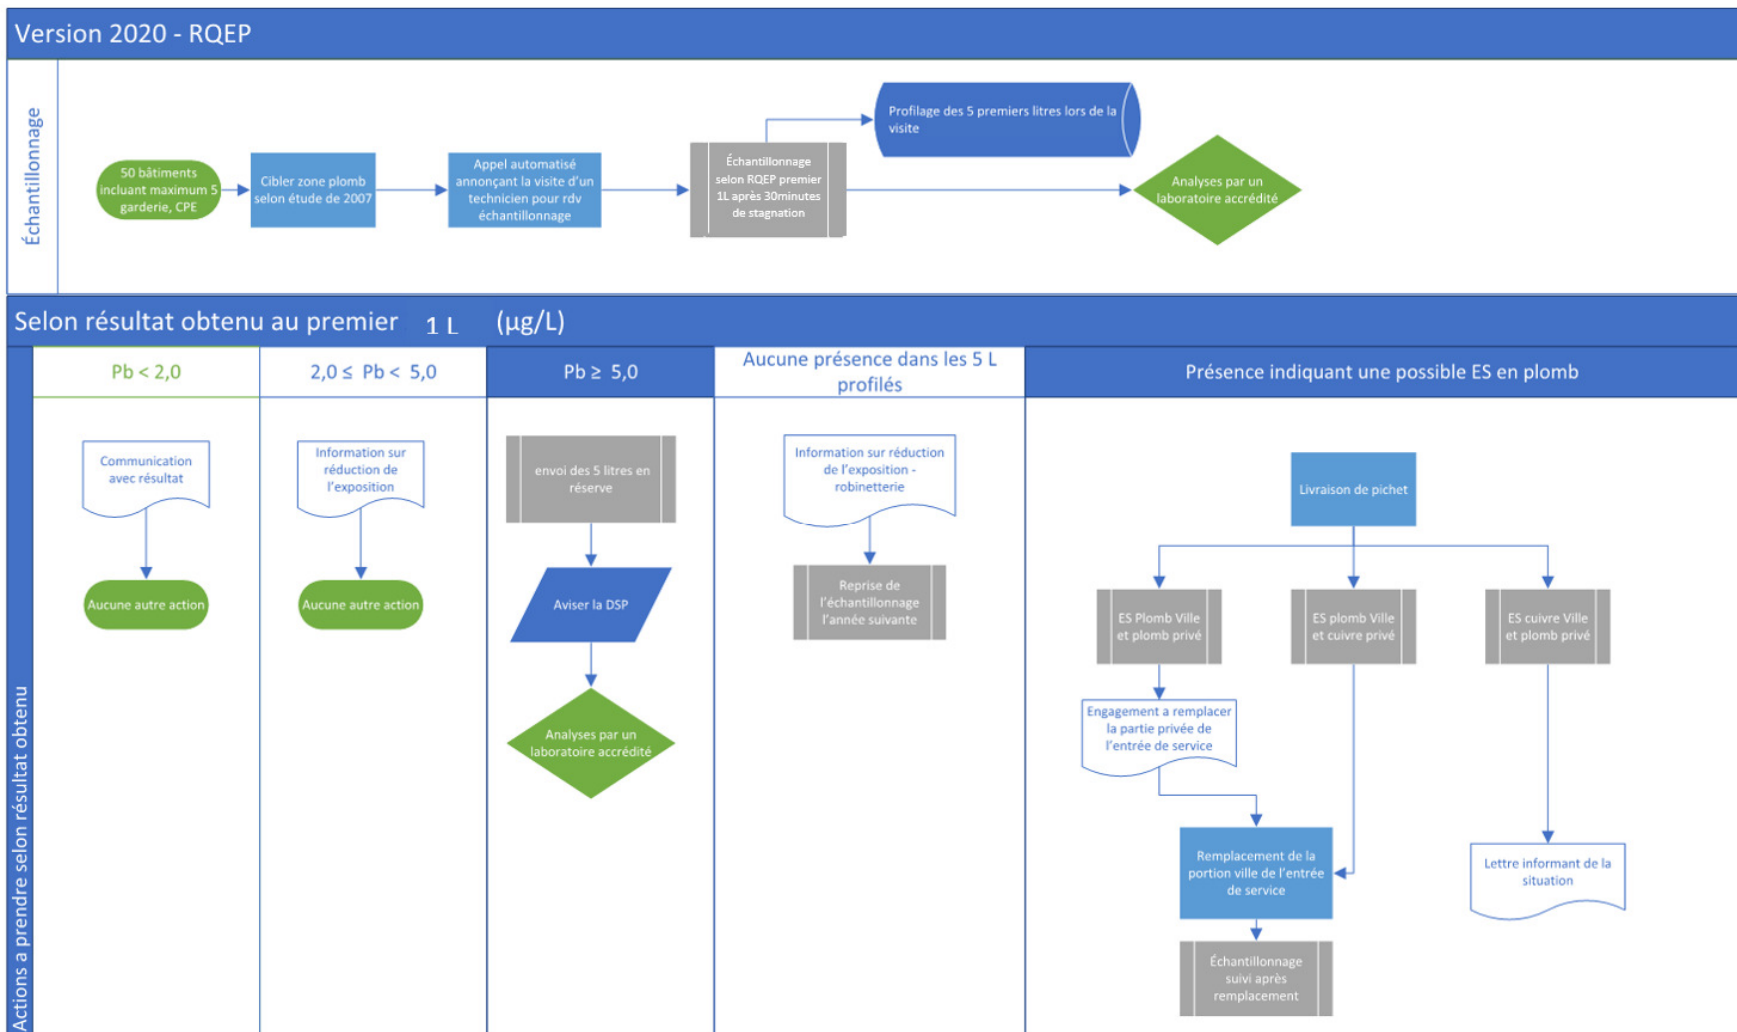 Version 2020 - RQEP
Échantillonnage
50 bâtiments
incluant maximum 5
garderie, CPE
Cibler zone plomb
selon étude de 2007
Appel automatisé
annonçant la visite d'un
technicien pour rdv
échantillonnage
Échantillonnage
selon RQEP premier
1L après 30minutes
de stagnation
Profilage des 5 premiers litres lors de la
visite
Analyses par un
laboratoire accrédité
Selon résultat obtenu au premier 1 L (µg/L)
Actions a prendre selon résultat obtenu
Pb < 2,0
2,0 ≤ Pb < 5,0
Pb ≥ 5,0
Aucune présence dans les 5 L
profilés
Présence indiquant une possible ES en plomb
Communication
avec résultat
Aucune autre action
Information sur
réduction de
l'exposition
Aucune autre action
envoi des 5 litres en
réserve
Aviser la DSP
Analyses par un
laboratoire accrédité
Information sur réduction
de l'exposition -
robinetterie
Reprise de
l'échantillonnage
l'année suivante
Livraison de pichet
ES Plomb Ville
et plomb privé
ES plomb Ville
et cuivre privé
ES cuivre Ville
et plomb privé
Engagement a remplacer
la partie privée de
l'entrée de service
Remplacement de la
portion ville de l'entrée
de service
Lettre informant de la
situation
Échantillonnage
suivi après
remplacement